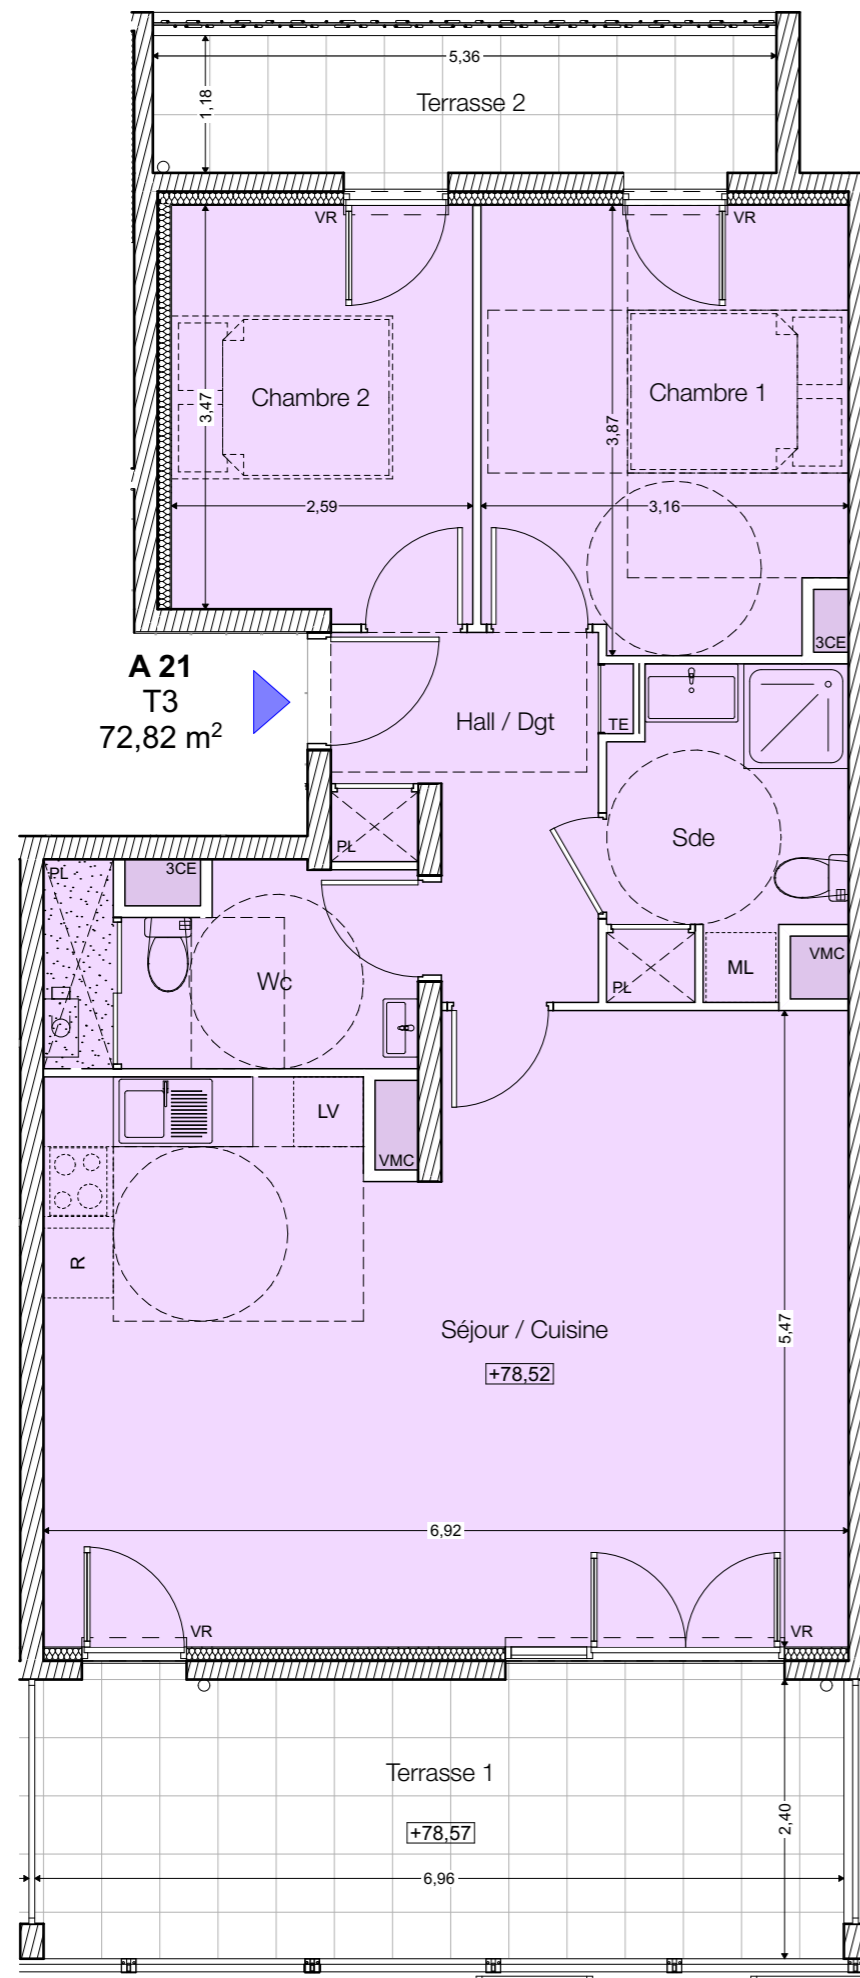 5,36
1,18
Terrasse 2
VR
VR
3,47
Chambre 2
3,87
Chambre 1
2,59
3,16
3CE
A 21
T3
72,82 m²
Hall / Dgt
TE
PL
Sde
PL
3CE
Wc
PL
ML
VMC
LV
VMC
R
Séjour / Cuisine
+78,52
5,47
6,92
VR
VR
Terrasse 1
+78,57
2,40
6,96